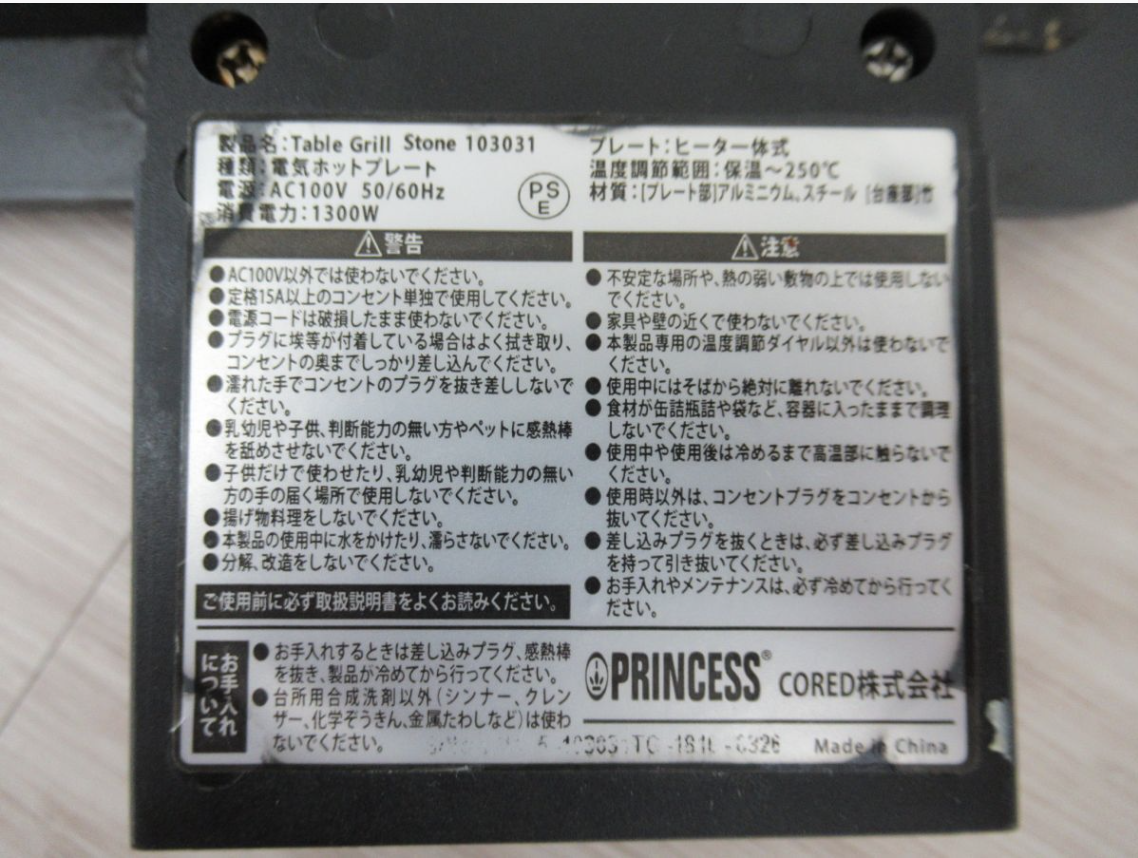 製品名：Table Grill Stone 103031
種類：電気ホットプレート
電源：AC100V 50/60Hz
消費電力：1300W
PS
E
プレート：ヒーター体式
温度調節範囲：保温～250℃
材質：[プレート部]アルミニウム。スチール [台座部]竹
警告
●AC100V以外では使わないでください。
●定格15A以上のコンセント単独で使用してください。
●電源コードは破損したまま使わないでください。
●プラグに埃等が付着している場合はよく拭き取り、
コンセントの奥までしっかり差し込んでください。
●濡れた手でコンセントのプラグを抜き差ししないで
ください。
●乳幼児や子供、判断能力の無い方やペットに感熱棒
を舐めさせないでください。
●子供だけで使わせたり、乳幼児や判断能力の無い
方の手の届く場所で使用しないでください。
●揚げ物料理をしないでください。
●本製品の使用中に水をかけたり、濡らさないでください。
●分解、改造をしないでください。
ご使用前に必ず取扱説明書をよくお読みください。
注意
●不安定な場所や、熱の弱い敷物の上では使用しない
でください。
●家具や壁の近くで使わないでください。
●本製品専用の温度調節ダイヤル以外は使わないで
ください。
●使用中にはそばから絶対に離れないでください。
●食材が缶詰瓶詰や袋など、容器に入ったままで調理
しないでください。
●使用中や使用後は冷めるまで高温部に触らないで
ください。
●使用時以外は、コンセントプラグをコンセントから
抜いてください。
●差し込みプラグを抜くときは、必ず差し込みプラグ
を持って引き抜いてください。
●お手入れやメンテナンスは、必ず冷めてから行ってく
ださい。
お手入れ
について
●お手入れするときは差し込みプラグ、感熱棒
を抜き、製品が冷めてから行ってください。
●台所用合成洗剤以外（シンナー、クレン
ザー、化学ぞうきん、金属たわしなど）は使わ
ないでください。
PRINCESS® CORED株式会社
Made in China